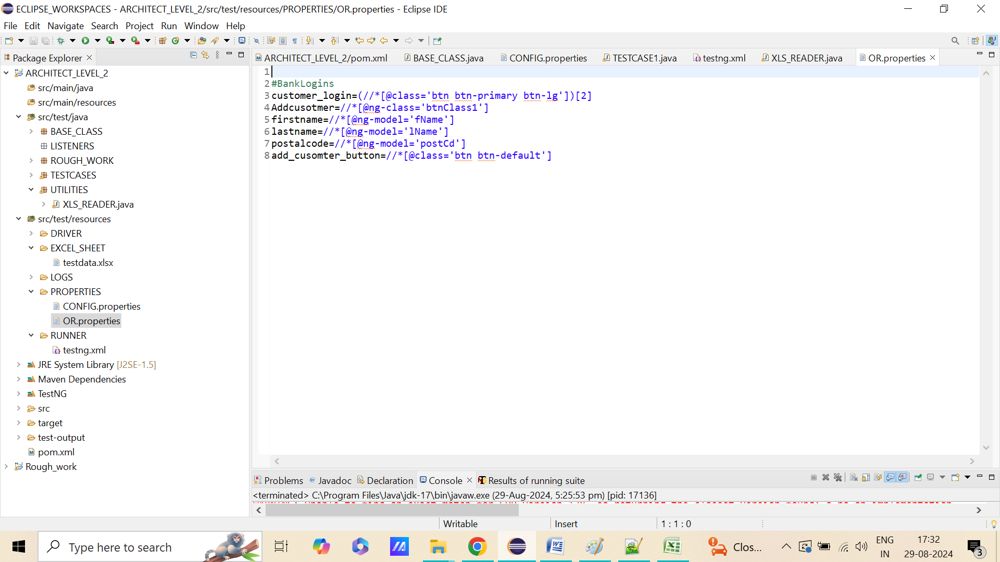 ECLIPSE_WORKSPACES - ARCHITECT_LEVEL_2/src/test/resources/PROPERTIES/OR.properties - Eclipse IDE
File Edit Navigate Search Project Run Window Help
Package Explorer
ARCHITECT_LEVEL_2
src/main/java
src/main/resources
src/test/java
BASE_CLASS
LISTENERS
ROUGH_WORK
TESTCASES
UTILITIES
XLS_READER.java
src/test/resources
DRIVER
EXCEL_SHEET
testdata.xlsx
LOGS
PROPERTIES
CONFIG.properties
OR.properties
RUNNER
testng.xml
JRE System Library [J2SE-1.5]
Maven Dependencies
TestNG
src
target
test-output
pom.xml
Rough_work
ARCHITECT_LEVEL_2/pom.xml BASE_CLASS.java CONFIG.properties TESTCASE1.java testng.xml XLS_READER.java OR.properties
1
2 #BankLogins
3 customer_login=(//*[@class='btn btn-primary btn-lg'])[2]
4 Addcusotmer=//*[@ng-class='btnClass1']
5 firstname=//*[@ng-model='fName']
6 lastname=//*[@ng-model='lName']
7 postalcode=//*[@ng-model='postCd']
8 add_cusomter_button=//*[@class='btn btn-default']
Problems Javadoc Declaration Console Results of running suite
<terminated> C:\Program Files\Java\jdk-17\bin\javaw.exe (29-Aug-2024, 5:25:53 pm) [pid: 17136]
Writable Insert 1 : 1 : 0
Type here to search
Clos...
ENG
IN
17:32
29-08-2024
3